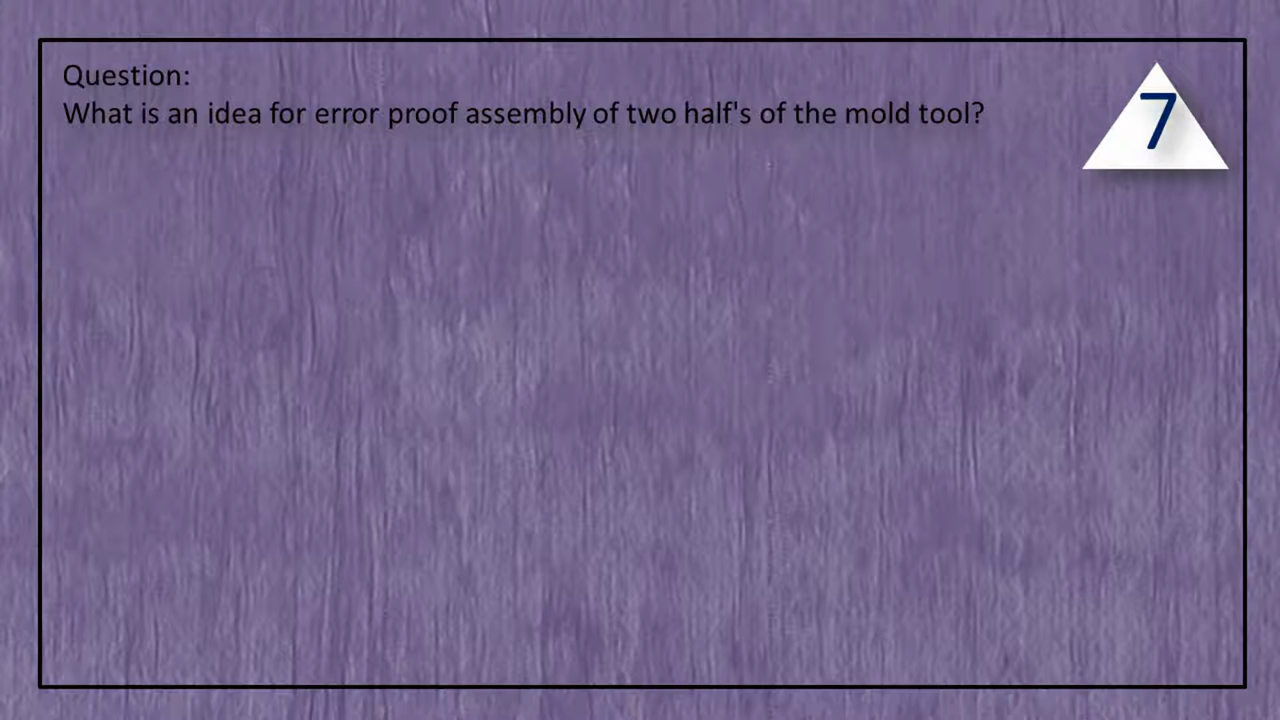 Question:
What is an idea for error proof assembly of two half's of the mold tool?
7